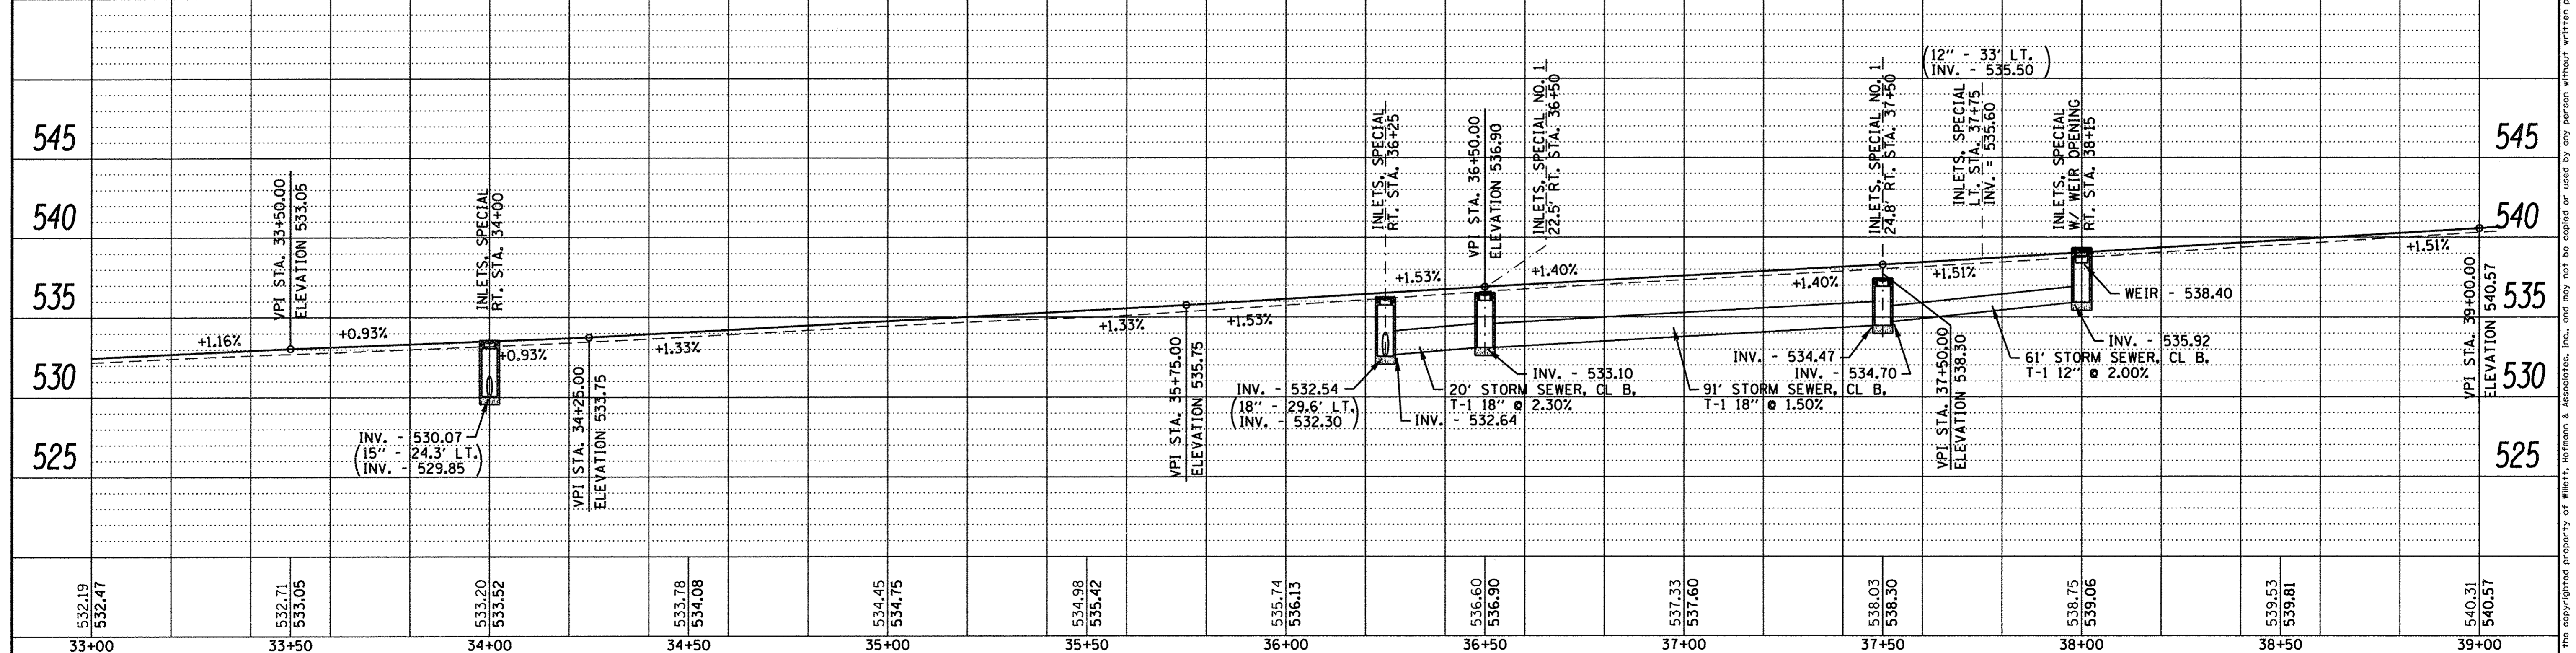 (12" - 33' LT.
INV. - 535.50)
545
540
535
530
525
VPI STA. 33+50.00
ELEVATION 533.05
INLETS, SPECIAL
RT. STA. 34+00
VPI STA. 34+25.00
ELEVATION 533.75
VPI STA. 35+75.00
ELEVATION 535.75
INLETS, SPECIAL
RT. STA. 36+25
VPI STA. 36+50.00
ELEVATION 536.90
INLETS, SPECIAL NO. 1
22.5' RT. STA. 36+50
INLETS, SPECIAL NO. 1
24.8' RT. STA. 37+50
INLETS, SPECIAL
LT. STA. 37+75
INV. = 535.60
INLETS, SPECIAL
W/ WEIR OPENING
RT. STA. 38+15
VPI STA. 37+50.00
ELEVATION 538.30
VPI STA. 39+00.00
ELEVATION 540.57
545
540
535
530
525
+1.16%
+0.93%
+0.93%
+1.33%
+1.33%
+1.53%
+1.53%
+1.40%
+1.40%
+1.51%
+1.51%
INV. - 530.07
(15" - 24.3' LT.
INV. - 529.85)
INV. - 532.54
(18" - 29.6' LT.
INV. - 532.30)
INV. - 532.64
INV. - 533.10
20' STORM SEWER, CL B,
T-1 18" @ 2.30%
INV. - 534.47
INV. - 534.70
91' STORM SEWER, CL B,
T-1 18" @ 1.50%
WEIR - 538.40
INV. - 535.92
61' STORM SEWER, CL B,
T-1 12" @ 2.00%
532.19
532.47
532.71
533.05
533.20
533.52
533.78
534.08
534.45
534.75
534.98
535.42
535.74
536.13
536.60
536.90
537.33
537.60
538.03
538.30
538.75
539.06
539.53
539.81
540.31
540.57
33+00 33+50 34+00 34+50 35+00 35+50 36+00 36+50 37+00 37+50 38+00 38+50 39+00
the copyrighted property of Willett, Hofmann & Associates, Inc., and may not be copied or used by any person without written